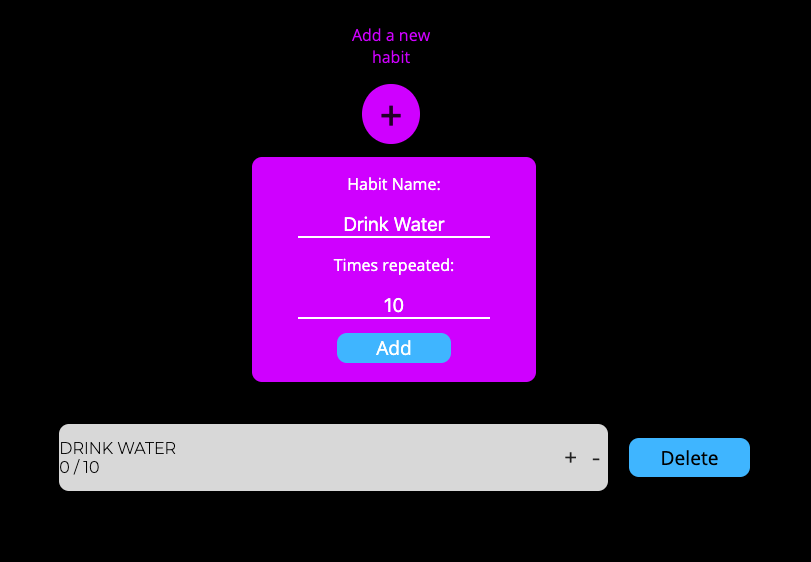 Add a new
habit
+
Habit Name:
Drink Water
Times repeated:
10
Add
DRINK WATER
0 / 10
+ -
Delete